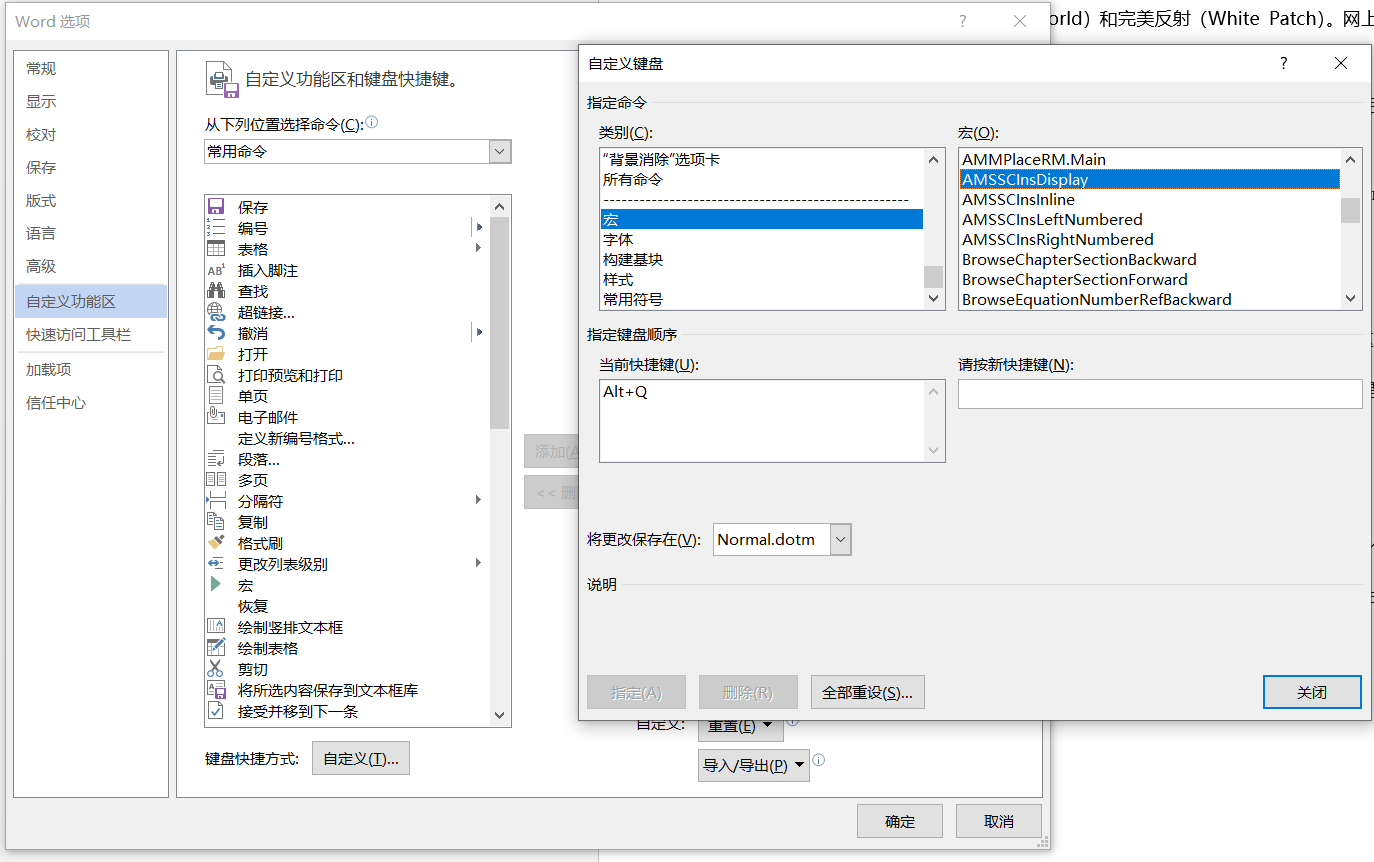 Word 选项
orld）和完美反射（White Patch）。网上
常规
显示
校对
保存
版式
语言
高级
自定义功能区
快速访问工具栏
加载项
信任中心
自定义功能区和键盘快捷键。
从下列位置选择命令(C):
常用命令
保存
编号
表格
插入脚注
查找
超链接...
撤消
打开
打印预览和打印
单页
电子邮件
定义新编号格式...
段落...
多页
分隔符
复制
格式刷
更改列表级别
宏
恢复
绘制竖排文本框
绘制表格
剪切
将所选内容保存到文本框库
接受并移到下一条
键盘快捷方式:
自定义(T)...
添加(A
<< 删
自定义:
重置(E)
导入/导出(P)
确定
取消
自定义键盘
指定命令
类别(C):
“背景消除”选项卡
所有命令
宏
字体
构建基块
样式
常用符号
宏(O):
AMMPlaceRM.Main
AMSSCInsDisplay
AMSSCInsInline
AMSSCInsLeftNumbered
AMSSCInsRightNumbered
BrowseChapterSectionBackward
BrowseChapterSectionForward
BrowseEquationNumberRefBackward
指定键盘顺序
当前快捷键(U):
Alt+Q
请按新快捷键(N):
将更改保存在(V):
Normal.dotm
说明
指定(A)
删除(R)
全部重设(S)...
关闭